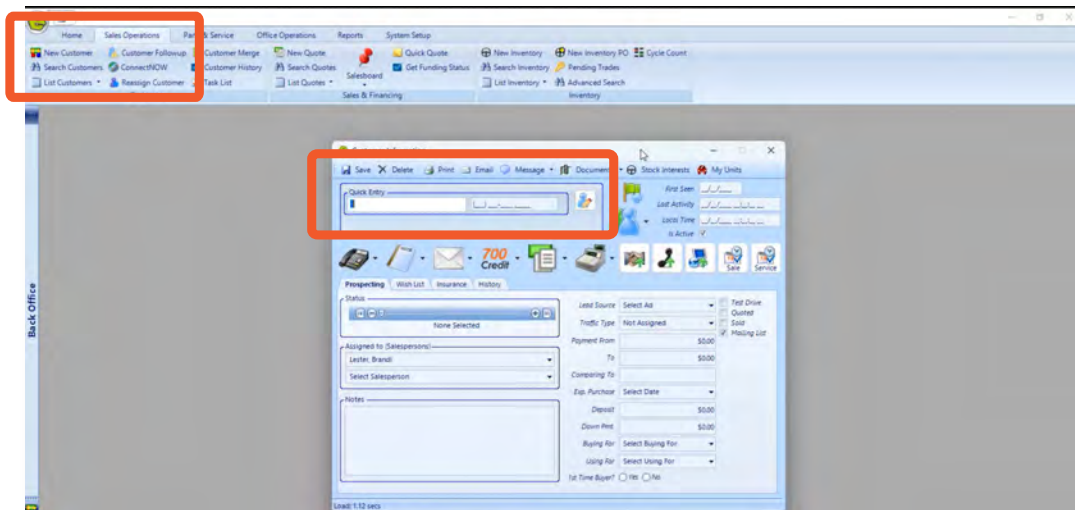 Home Sales Operations Parts & Service Office Operations Reports System Setup
New Customer Customer Followup Customer Merge New Quote Quick Quote New Inventory New Inventory PO Cycle Count
Search Customers ConnectNOW Customer History Search Quotes Get Funding Status Search Inventory Pending Trades
List Customers Reassign Customer Task List List Quotes Salesboard List Inventory Advanced Search
Sales & Financing Inventory
Save Delete Print Email Message Document Stock Interests My Units
Quick Entry
First Seen
Last Activity
Local Time
Is Active
700 Credit
Sale Service
Prospecting Wish List Insurance History
Status
None Selected
Assigned to (Salespersons)
Lester, Brandi
Select Salesperson
Notes
Lead Source Select Ad
Traffic Type Not Assigned
Payment From $0.00
To $0.00
Comparing To
Exp. Purchase Select Date
Deposit $0.00
Down Pmt. $0.00
Buying For Select Buying For
Using For Select Using For
1st Time Buyer? Yes No
Test Drive
Quoted
Sold
Mailing List
Back Office
Load: 1.12 secs